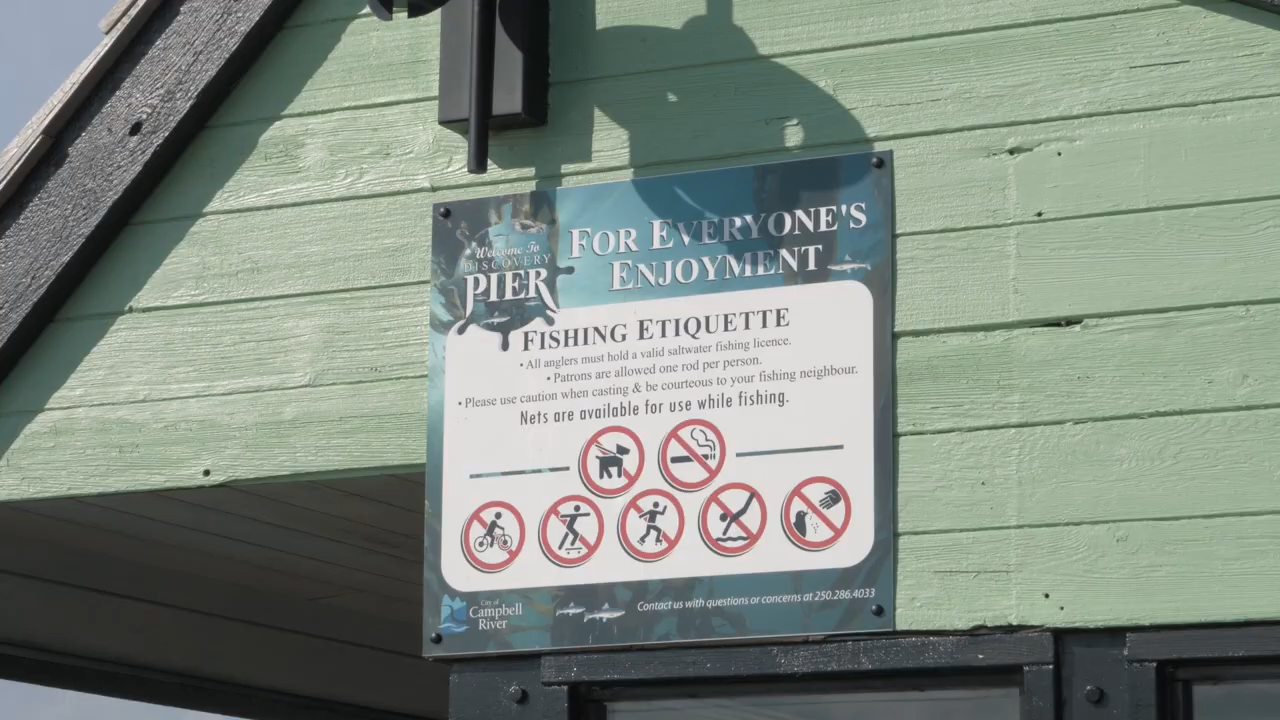 Welcome To
DISCOVERY
PIER
FOR EVERYONE'S
ENJOYMENT
FISHING ETIQUETTE
• All anglers must hold a valid saltwater fishing licence.
• Patrons are allowed one rod per person.
• Please use caution when casting & be courteous to your fishing neighbour.
Nets are available for use while fishing.
City of
Campbell
River
Contact us with questions or concerns at 250.286.4033